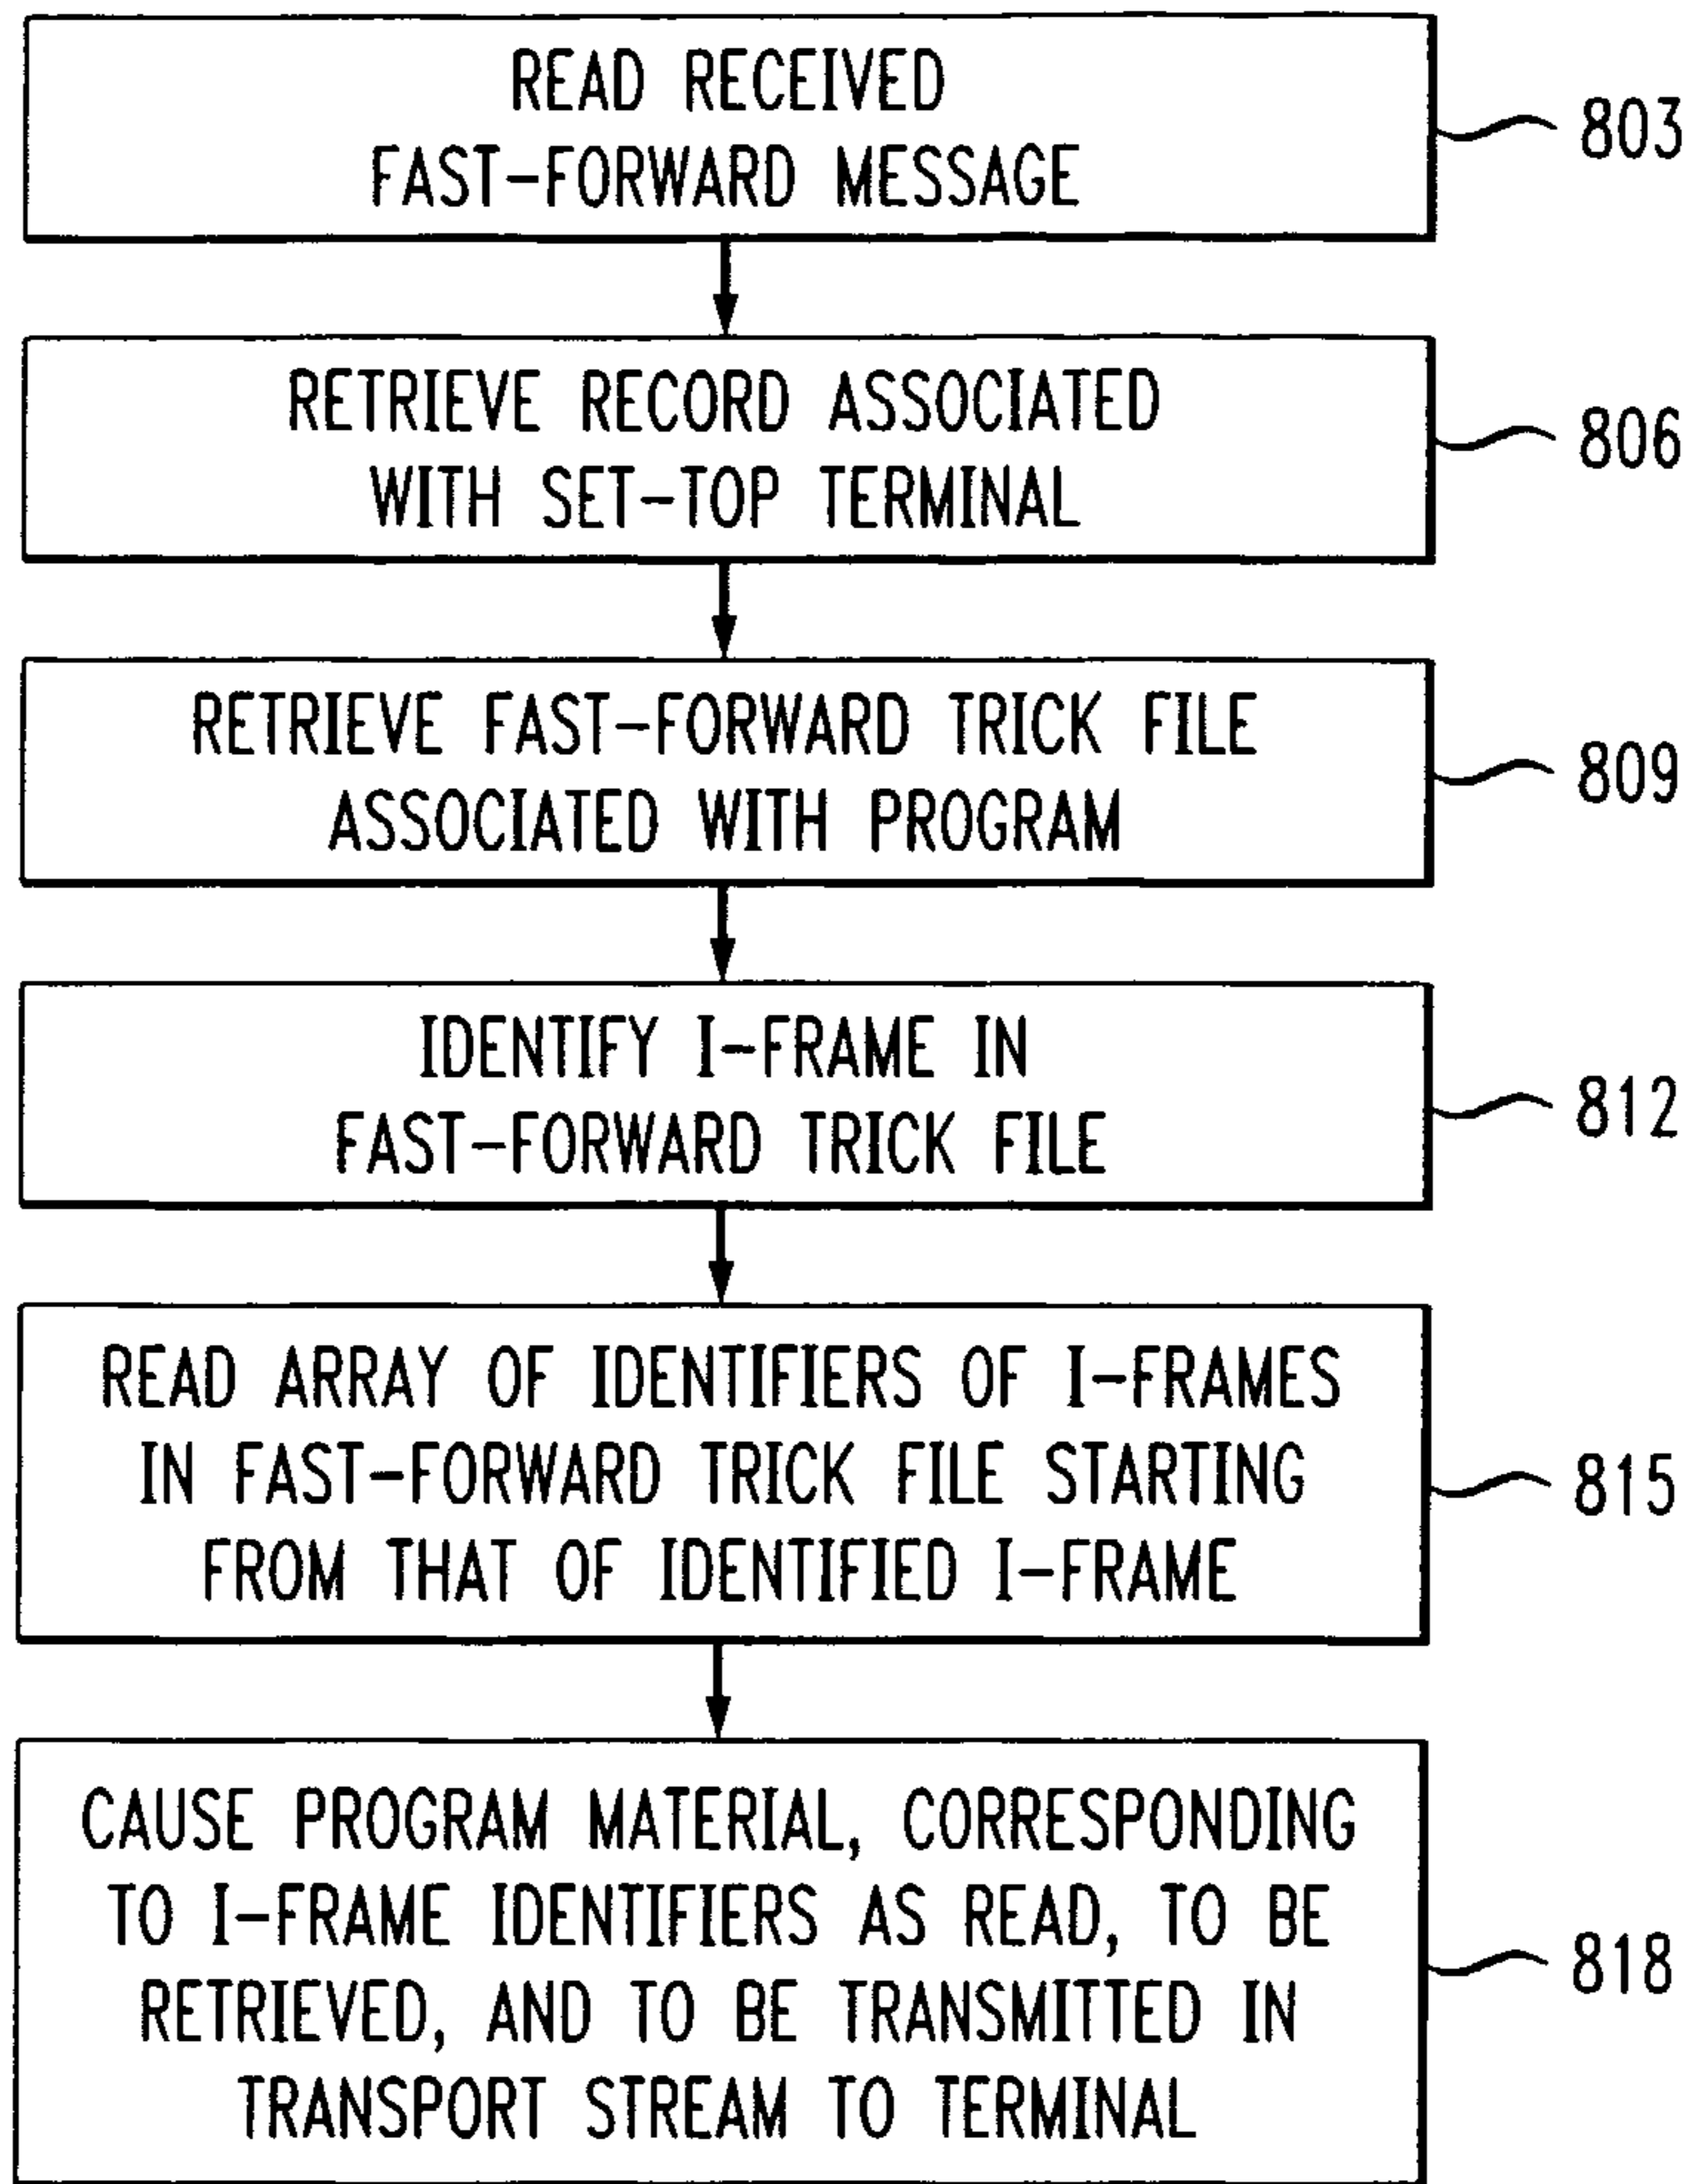 READ RECEIVED
FAST-FORWARD MESSAGE
803
RETRIEVE RECORD ASSOCIATED
WITH SET-TOP TERMINAL
806
RETRIEVE FAST-FORWARD TRICK FILE
ASSOCIATED WITH PROGRAM
809
IDENTIFY I-FRAME IN
FAST-FORWARD TRICK FILE
812
READ ARRAY OF IDENTIFIERS OF I-FRAMES
IN FAST-FORWARD TRICK FILE STARTING
FROM THAT OF IDENTIFIED I-FRAME
815
CAUSE PROGRAM MATERIAL, CORRESPONDING
TO I-FRAME IDENTIFIERS AS READ, TO BE
RETRIEVED, AND TO BE TRANSMITTED IN
TRANSPORT STREAM TO TERMINAL
818